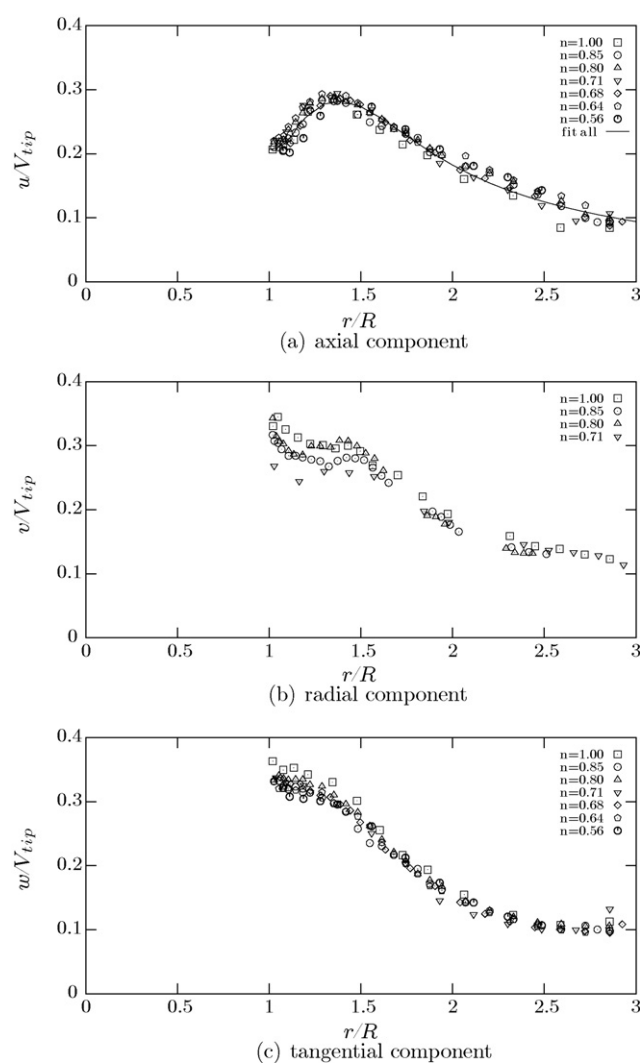 0.4
0.3
0.2
0.1
0
u/V_tip
n=1.00
n=0.85
n=0.80
n=0.71
n=0.68
n=0.64
n=0.56
fit all
0 0.5 1 1.5 2 2.5 3
r/R
(a) axial component
0.4
0.3
0.2
0.1
0
v/V_tip
n=1.00
n=0.85
n=0.80
n=0.71
0 0.5 1 1.5 2 2.5 3
r/R
(b) radial component
0.4
0.3
0.2
0.1
0
w/V_tip
n=1.00
n=0.85
n=0.80
n=0.71
n=0.68
n=0.64
n=0.56
0 0.5 1 1.5 2 2.5 3
r/R
(c) tangential component